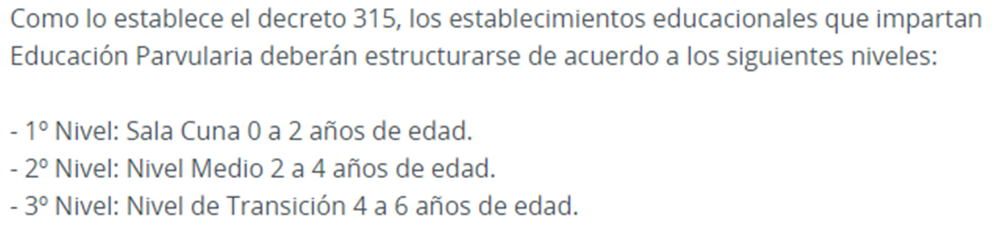 Como lo establece el decreto 315, los establecimientos educacionales que impartan
Educación Parvularia deberán estructurarse de acuerdo a los siguientes niveles:
- 1º Nivel: Sala Cuna 0 a 2 años de edad.
- 2º Nivel: Nivel Medio 2 a 4 años de edad.
- 3º Nivel: Nivel de Transición 4 a 6 años de edad.